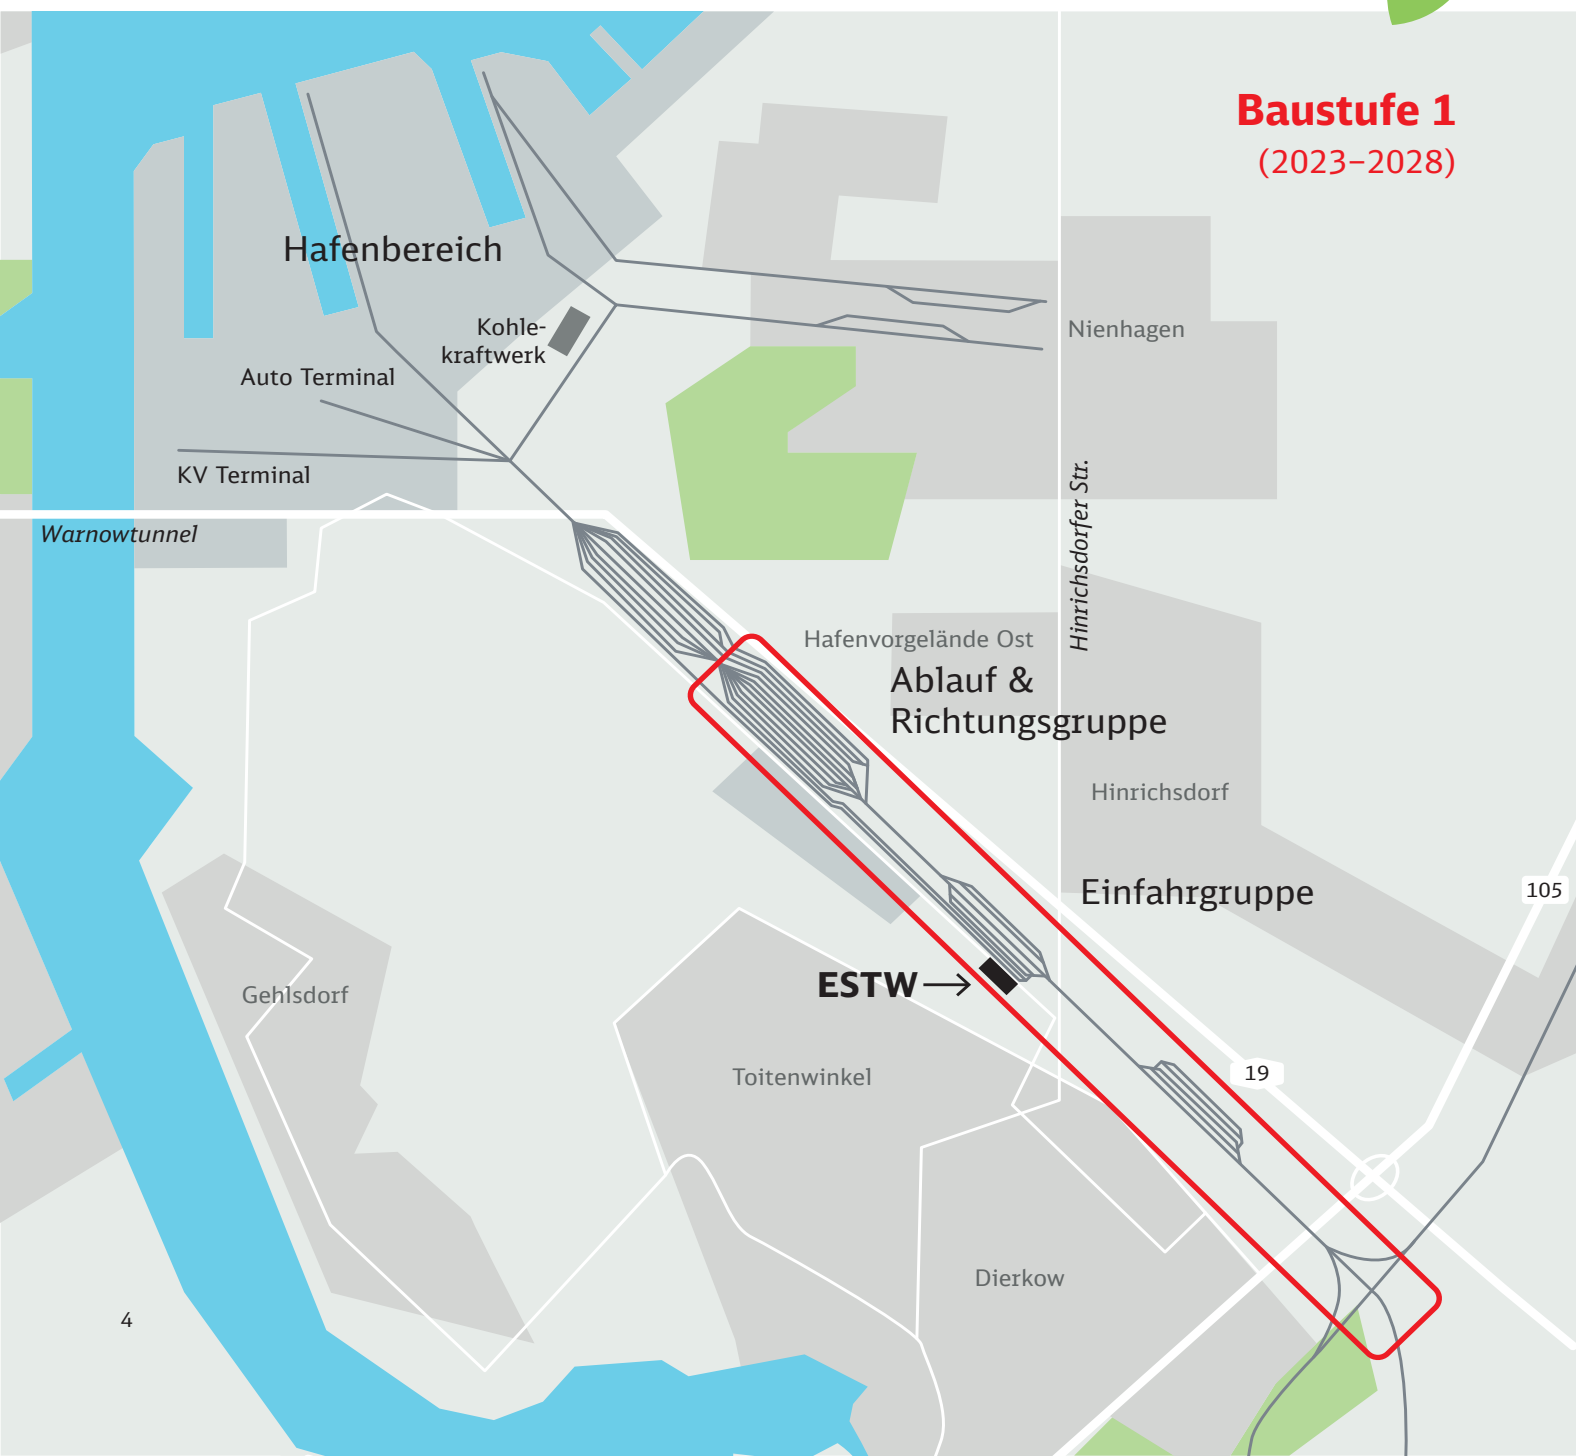 Baustufe 1
(2023–2028)
Hafenbereich
Kohle-
kraftwerk
Nienhagen
Auto Terminal
KV Terminal
Warnowtunnel
Hinrichsdorfer Str.
Hafenvorgelände Ost
Ablauf &
Richtungsgruppe
Hinrichsdorf
Einfahrgruppe
105
ESTW
Gehlsdorf
Toitenwinkel
19
Dierkow
4